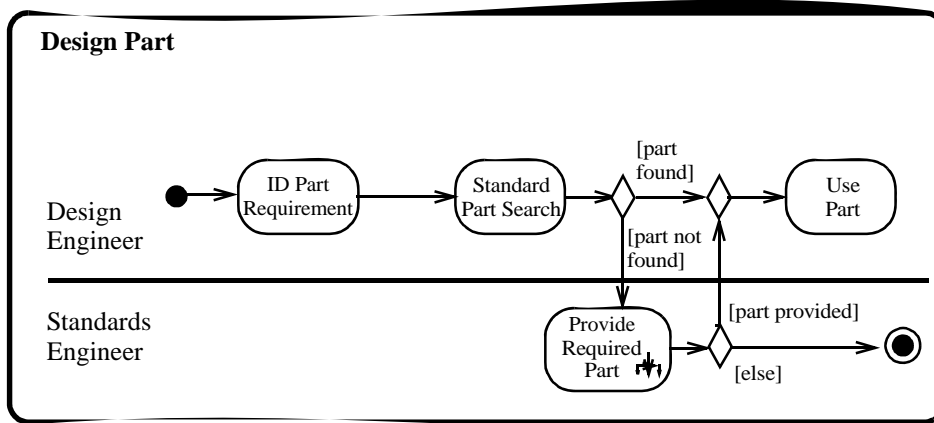 Design Part
[part
found]
ID Part
Requirement
Standard
Part Search
Use
Part
Design
Engineer
[part not
found]
Standards
Engineer
Provide
Required
Part
[part provided]
[else]